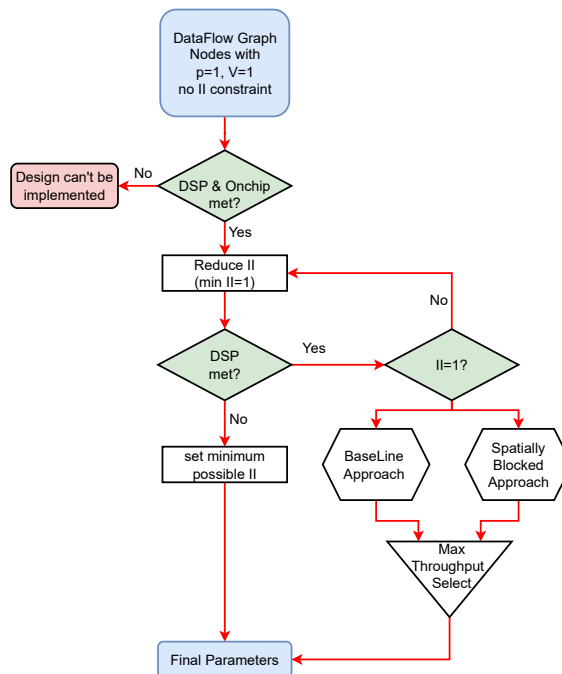 DataFlow Graph
Nodes with
p=1, V=1
no II constraint
No
Design can't be
implemented
DSP & Onchip
met?
Yes
Reduce II
(min II=1)
No
DSP
met?
Yes
II=1?
No
set minimum
possible II
BaseLine
Approach
Spatially
Blocked
Approach
Max
Throughput
Select
Final Parameters